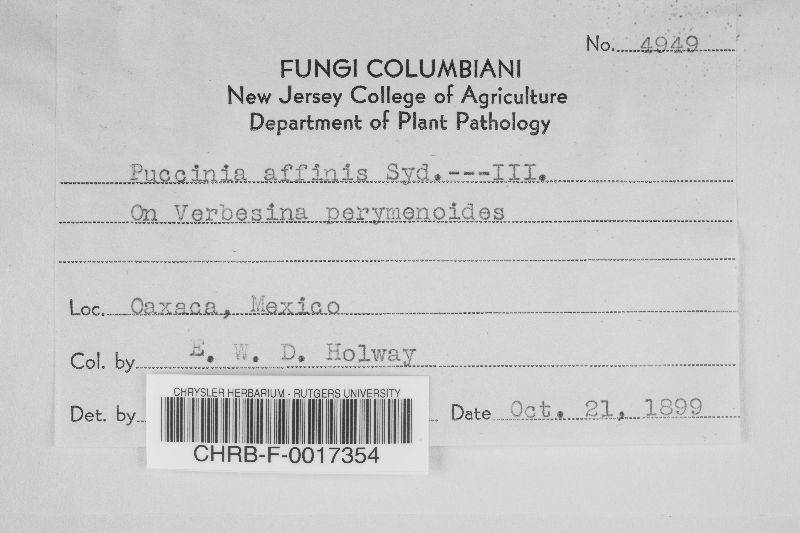 No. 4949
FUNGI COLUMBIANI
New Jersey College of Agriculture
Department of Plant Pathology
Puccinia affinis Syd.---III.
On Verbesina perymenoides
Loc. Oaxaca, Mexico
Col. by E. W. D. Holway
Det. by
Date Oct. 21, 1899
CHRYSLER HERBARIUM - RUTGERS UNIVERSITY
CHRB-F-0017354